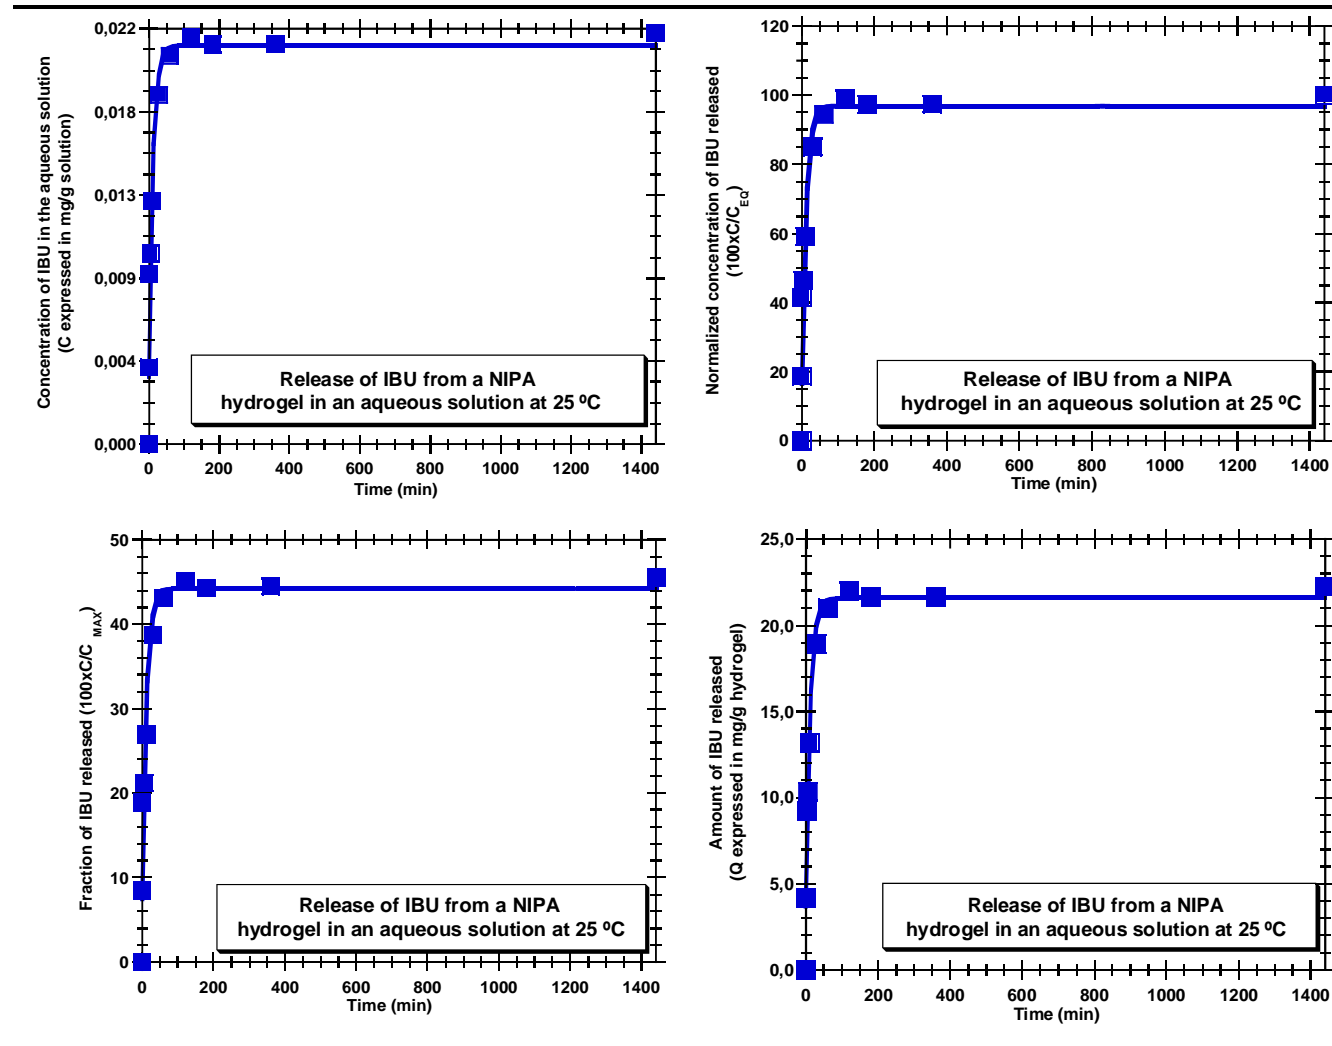 Concentration of IBU in the aqueous solution
(C expressed in mg/g solution)
0,022
0,018
0,013
0,009
0,004
0,000
Release of IBU from a NIPA
hydrogel in an aqueous solution at 25 ºC
0 200 400 600 800 1000 1200 1400
Time (min)
Normalized concentration of IBU released
(100xC/C_EQ)
120
100
80
60
40
20
0
Release of IBU from a NIPA
hydrogel in an aqueous solution at 25 ºC
0 200 400 600 800 1000 1200 1400
Time (min)
Fraction of IBU released (100xC/C_MAX)
50
40
30
20
10
0
Release of IBU from a NIPA
hydrogel in an aqueous solution at 25 ºC
0 200 400 600 800 1000 1200 1400
Time (min)
Amount of IBU released
(Q expressed in mg/g hydrogel)
25,0
20,0
15,0
10,0
5,0
0,0
Release of IBU from a NIPA
hydrogel in an aqueous solution at 25 ºC
0 200 400 600 800 1000 1200 1400
Time (min)